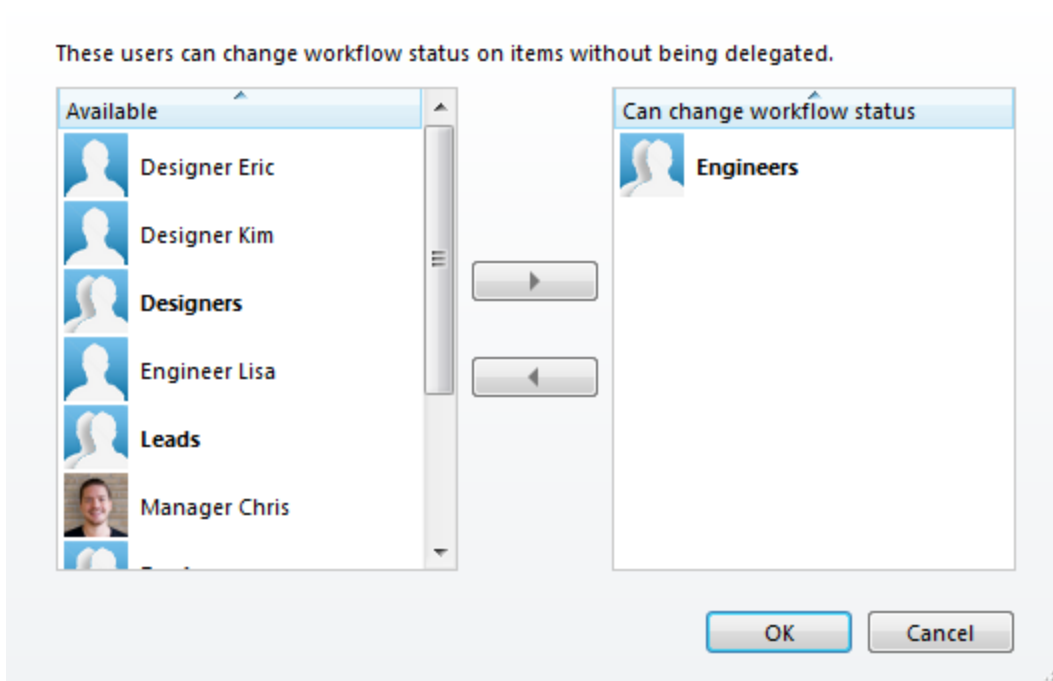 These users can change workflow status on items without being delegated.
Available
Designer Eric
Designer Kim
Designers
Engineer Lisa
Leads
Manager Chris
Can change workflow status
Engineers
OK
Cancel